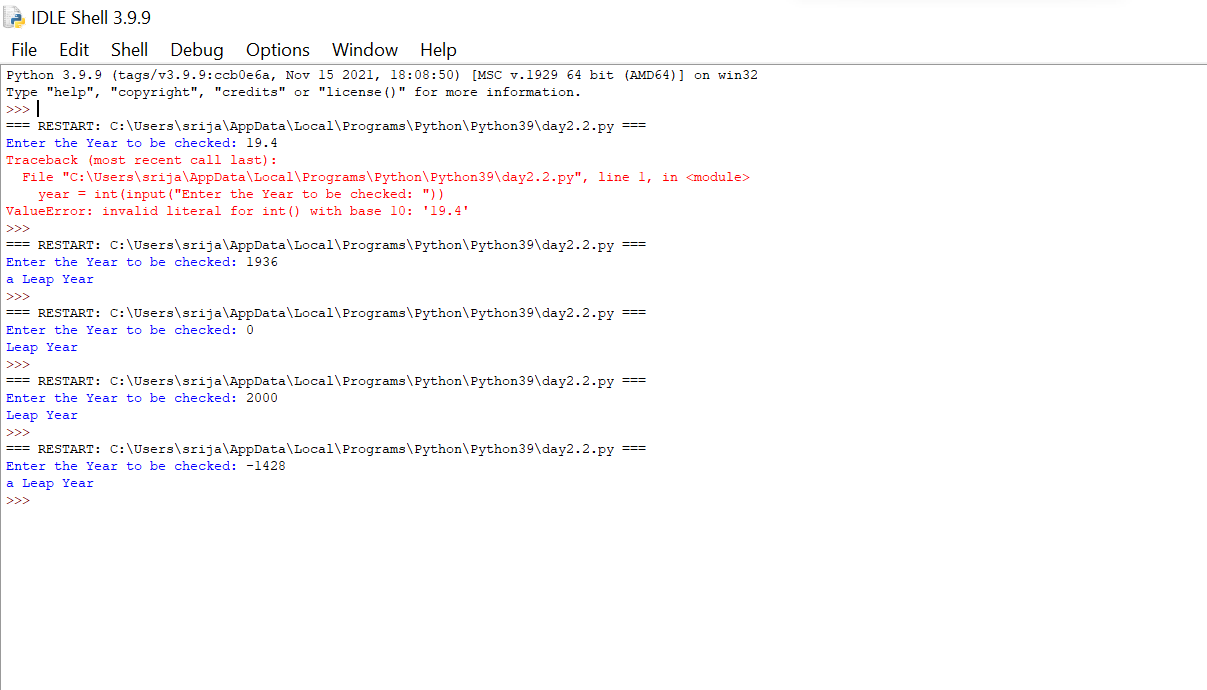 IDLE Shell 3.9.9
File Edit Shell Debug Options Window Help
Python 3.9.9 (tags/v3.9.9:ccb0e6a, Nov 15 2021, 18:08:50) [MSC v.1929 64 bit (AMD64)] on win32
Type "help", "copyright", "credits" or "license()" for more information.
>>>
=== RESTART: C:\Users\srija\AppData\Local\Programs\Python\Python39\day2.2.py ===
Enter the Year to be checked: 19.4
Traceback (most recent call last):
  File "C:\Users\srija\AppData\Local\Programs\Python\Python39\day2.2.py", line 1, in <module>
    year = int(input("Enter the Year to be checked: "))
ValueError: invalid literal for int() with base 10: '19.4'
>>>
=== RESTART: C:\Users\srija\AppData\Local\Programs\Python\Python39\day2.2.py ===
Enter the Year to be checked: 1936
a Leap Year
>>>
=== RESTART: C:\Users\srija\AppData\Local\Programs\Python\Python39\day2.2.py ===
Enter the Year to be checked: 0
Leap Year
>>>
=== RESTART: C:\Users\srija\AppData\Local\Programs\Python\Python39\day2.2.py ===
Enter the Year to be checked: 2000
Leap Year
>>>
=== RESTART: C:\Users\srija\AppData\Local\Programs\Python\Python39\day2.2.py ===
Enter the Year to be checked: -1428
a Leap Year
>>>